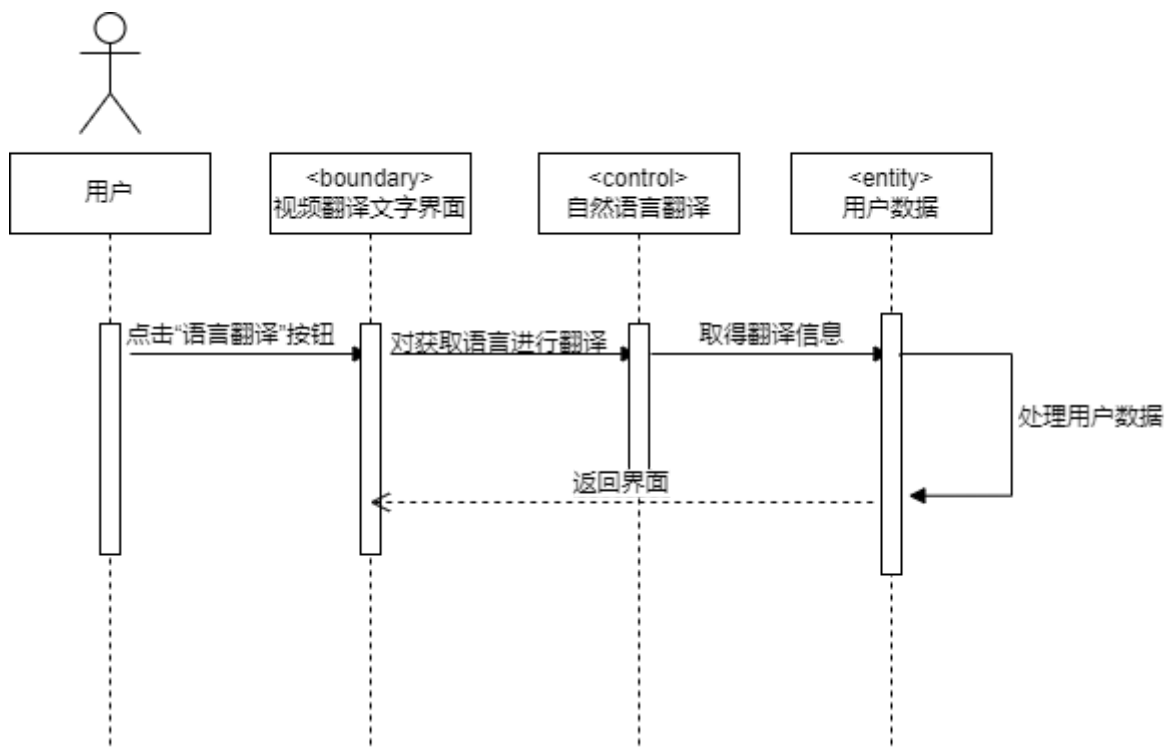 用户
<boundary>
视频翻译文字界面
<control>
自然语言翻译
<entity>
用户数据
点击“语言翻译”按钮
对获取语言进行翻译
取得翻译信息
处理用户数据
返回界面